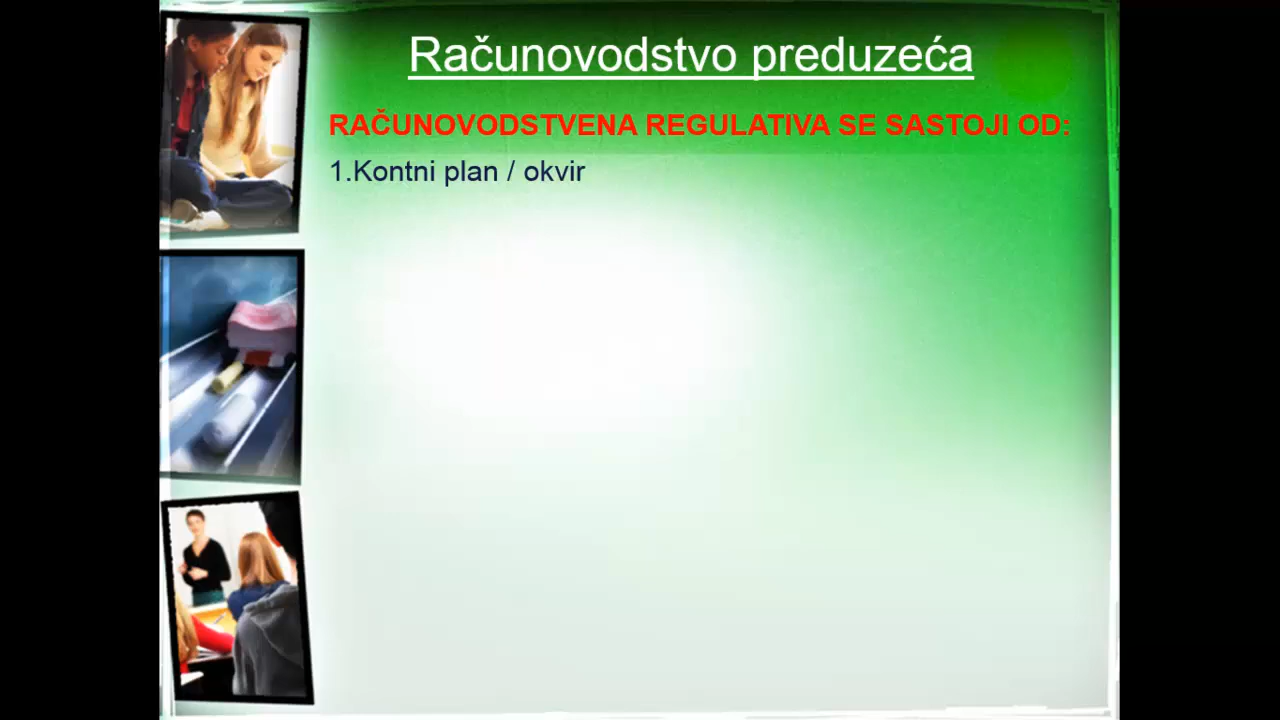 Računovodstvo preduzeća
RAČUNOVODSTVENA REGULATIVA SE SASTOJI OD:
1.Kontni plan / okvir